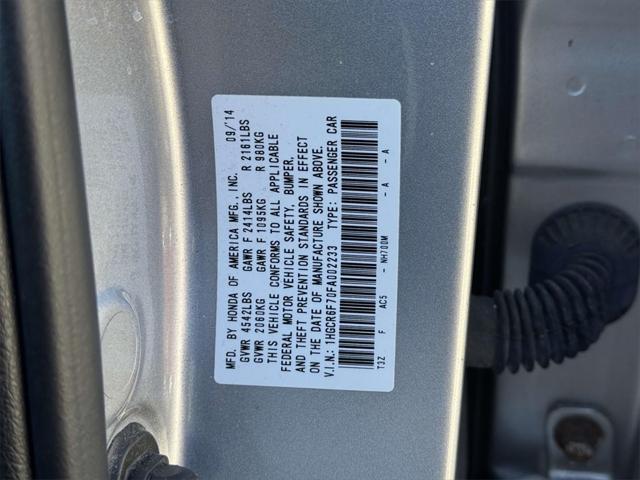 MFD. BY HONDA OF AMERICA MFG., INC. 09/'14
GVWR 4542LBS GAWR F 2414LBS R 2161LBS
GVWR 2060KG GAWR F 1095KG R 980KG
THIS VEHICLE CONFORMS TO ALL APPLICABLE
FEDERAL MOTOR VEHICLE SAFETY, BUMPER,
AND THEFT PREVENTION STANDARDS IN EFFECT
ON THE DATE OF MANUFACTURE SHOWN ABOVE.
V.I.N.: 1HGCR6F70FA002233 TYPE: PASSENGER CAR
T3Z F AC5 - NH700M - A - A